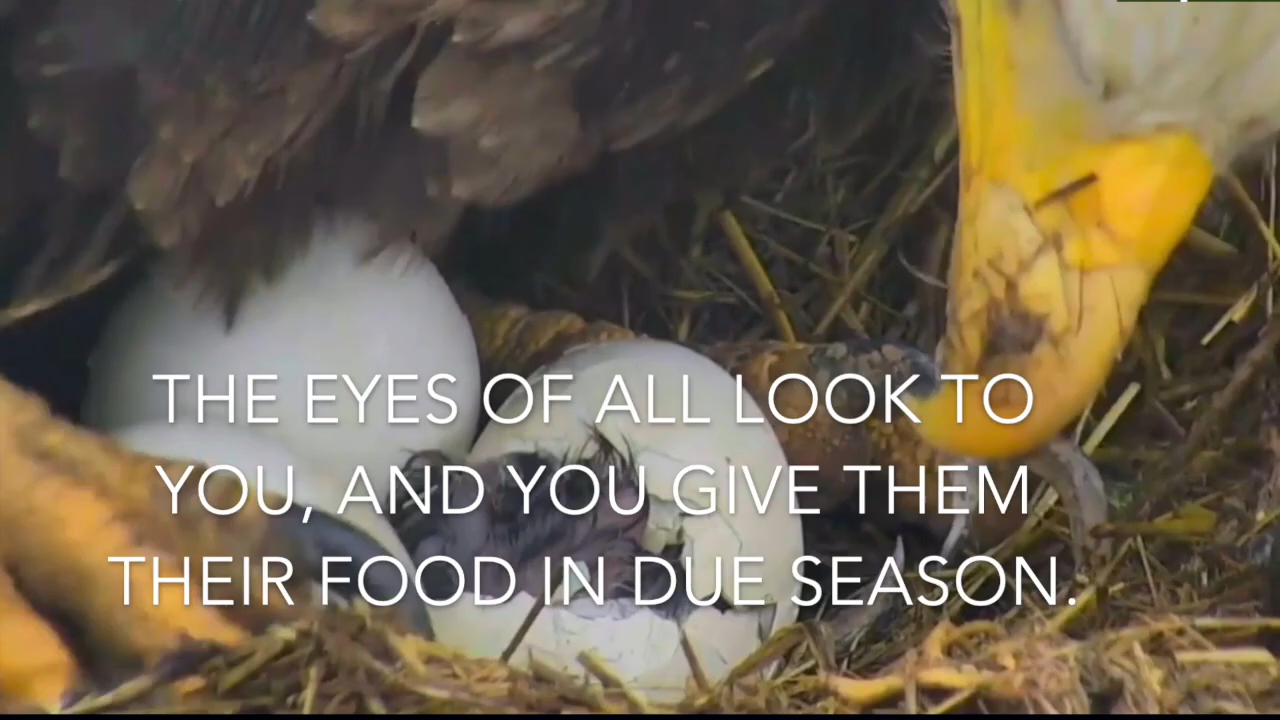 THE EYES OF ALL LOOK TO
YOU, AND YOU GIVE THEM
THEIR FOOD IN DUE SEASON.